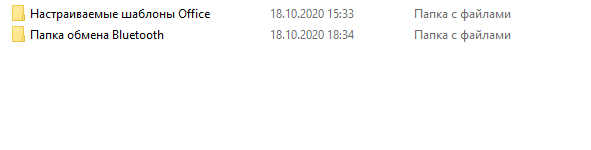 Настраиваемые шаблоны Office 18.10.2020 15:33 Папка с файлами
Папка обмена Bluetooth 18.10.2020 18:34 Папка с файлами